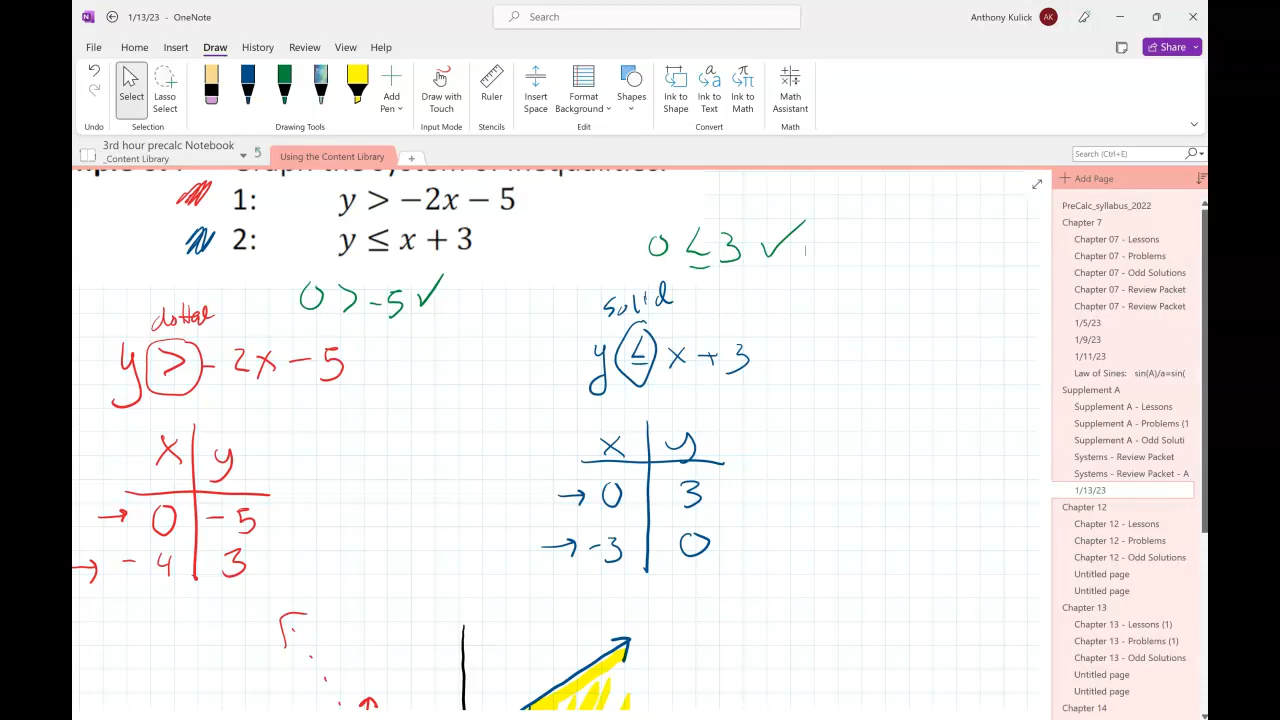 1/13/23 - OneNote
Search
Anthony Kulick AK
File Home Insert Draw History Review View Help
Share
Undo
Select
Lasso Select
Selection
Drawing Tools
Add Pen
Draw with Touch
Input Mode
Ruler
Stencils
Insert Space
Format Background
Shapes
Edit
Ink to Shape
Ink to Text
Ink to Math
Convert
Math Assistant
Math
3rd hour precalc Notebook
_Content Library
5
Using the Content Library
+
Search (Ctrl+E)
Graph the system of inequalities.
1: y > −2x − 5
2: y ≤ x + 3
0 ≤ 3 ✓
0 > -5 ✓
solid
y > - 2x - 5
y ≤ x + 3
x y
0 -5
-4 3
x y
0 3
-3 0
Add Page
PreCalc_syllabus_2022
Chapter 7
Chapter 07 - Lessons
Chapter 07 - Problems
Chapter 07 - Odd Solutions
Chapter 07 - Review Packet
Chapter 07 - Review Packet
1/5/23
1/9/23
1/11/23
Law of Sines: sin(A)/a=sin(
Supplement A
Supplement A - Lessons
Supplement A - Problems (1
Supplement A - Odd Soluti
Systems - Review Packet
Systems - Review Packet - A
1/13/23
Chapter 12
Chapter 12 - Lessons
Chapter 12 - Problems
Chapter 12 - Odd Solutions
Untitled page
Untitled page
Chapter 13
Chapter 13 - Lessons (1)
Chapter 13 - Problems (1)
Chapter 13 - Odd Solutions
Untitled page
Untitled page
Chapter 14